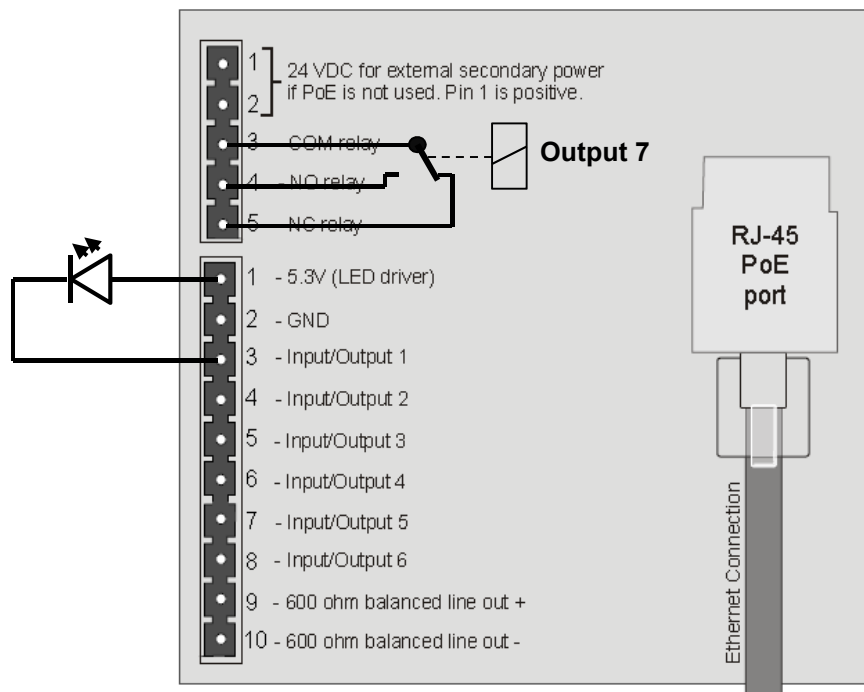 1
2
24 VDC for external secondary power
if PoE is not used. Pin 1 is positive.
3 - COM relay
4 - NO relay
5 - NC relay
Output 7
1 - 5.3V (LED driver)
2 - GND
3 - Input/Output 1
4 - Input/Output 2
5 - Input/Output 3
6 - Input/Output 4
7 - Input/Output 5
8 - Input/Output 6
9 - 600 ohm balanced line out +
10 - 600 ohm balanced line out -
RJ-45
PoE
port
Ethernet Connection